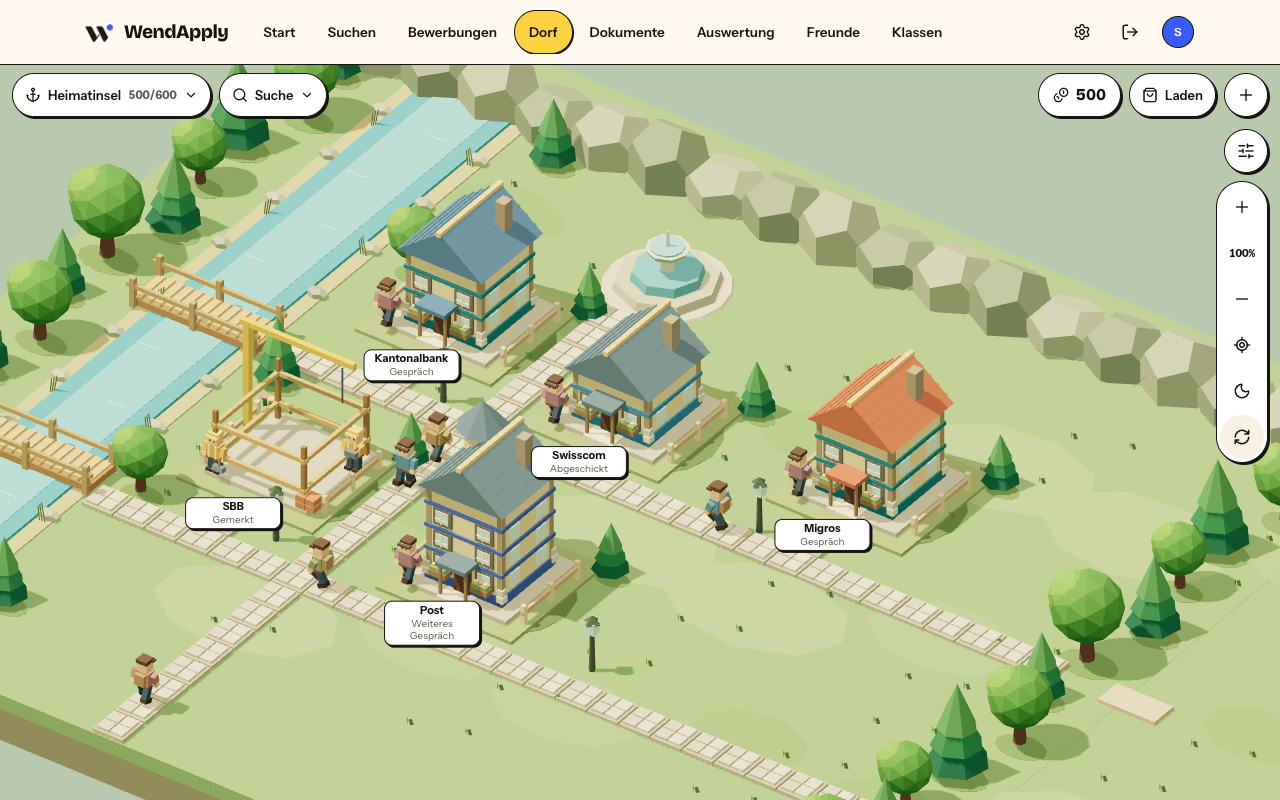 WendApply
Start
Suchen
Bewerbungen
Dorf
Dokumente
Auswertung
Freunde
Klassen
S
Heimatinsel 500/600
Suche
500
Laden
100%
Kantonalbank
Gespräch
Swisscom
Abgeschickt
SBB
Gemerkt
Migros
Gespräch
Post
Weiteres
Gespräch